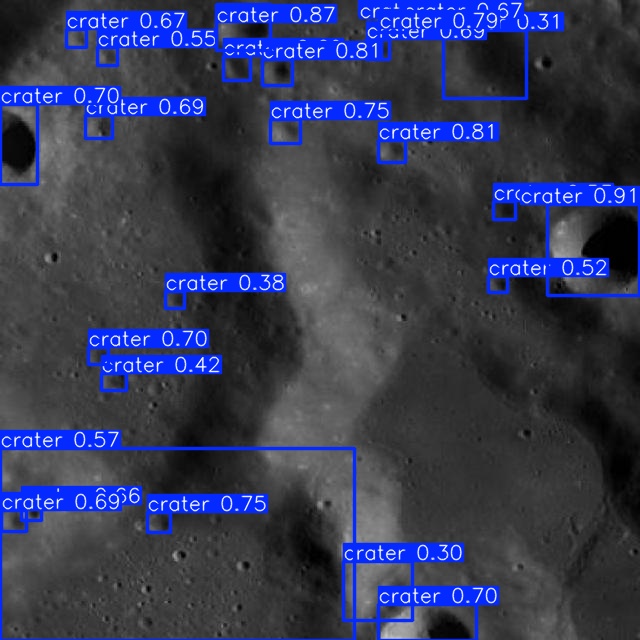 crater 0.87
crater 0.67
0.67
crater 0.79
0.31
crater 0.69
crater 0.55
crater 0.81
crater 0.70
crater 0.69
crater 0.75
crater 0.81
crater 0.91
crater 0.52
crater 0.38
crater 0.70
crater 0.42
crater 0.57
crater 0.69
crater 0.75
crater 0.30
crater 0.70